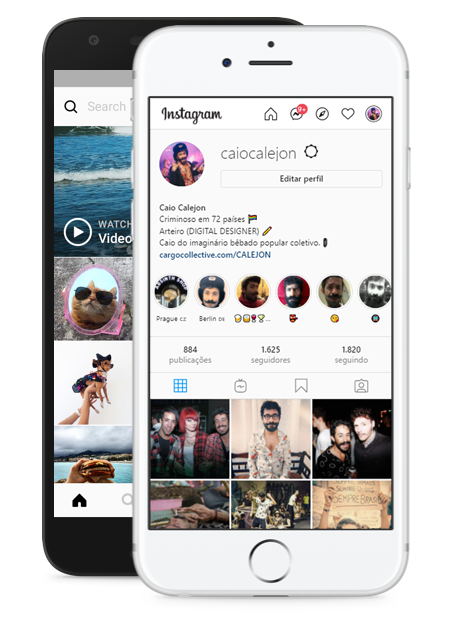 Search
WATCH
Video
Instagram
9+
caiocalejon
Editar perfil
Caio Calejon
Criminoso em 72 países
Arteiro (DIGITAL DESIGNER)
Caio do imaginário bêbado popular coletivo.
cargocollective.com/CALEJON
Prague CZ
Berlin DE
884
publicações
1.625
seguidores
1.820
seguindo
SEMPRE
BRASIL